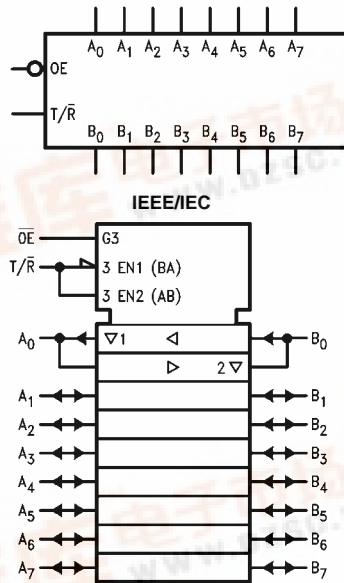 A0 A1 A2 A3 A4 A5 A6 A7
OE
T/R̅
B0 B1 B2 B3 B4 B5 B6 B7
IEEE/IEC
O̅E̅ G3
T/R̅ 3 EN1 (BA)
3 EN2 (AB)
A0 ▽1 ◁ B0
▷ 2▽
A1 B1
A2 B2
A3 B3
A4 B4
A5 B5
A6 B6
A7 B7